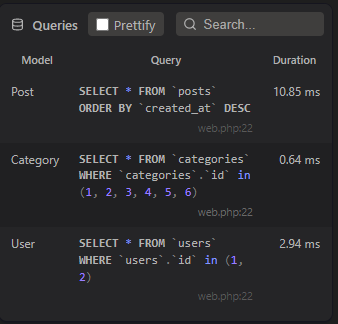 Queries Prettify Search...
Model Query Duration
Post SELECT * FROM `posts` 10.85 ms
ORDER BY `created_at` DESC
web.php:22
Category SELECT * FROM `categories` 0.64 ms
WHERE `categories`.`id` in
(1, 2, 3, 4, 5, 6)
web.php:22
User SELECT * FROM `users` 2.94 ms
WHERE `users`.`id` in (1,
2)
web.php:22